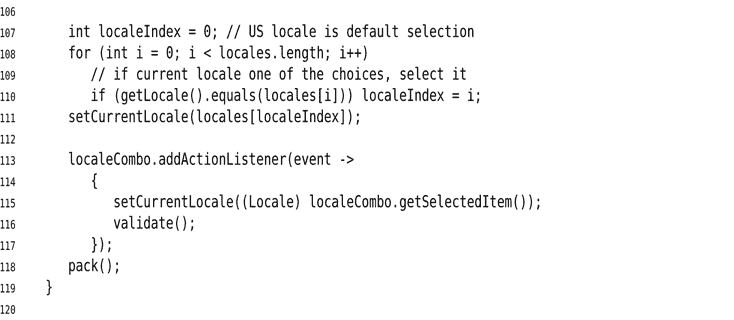 106
107 int localeIndex = 0; // US locale is default selection
108 for (int i = 0; i < locales.length; i++)
109 // if current locale one of the choices, select it
110 if (getLocale().equals(locales[i])) localeIndex = i;
111 setCurrentLocale(locales[localeIndex]);
112
113 localeCombo.addActionListener(event ->
114 {
115 setCurrentLocale((Locale) localeCombo.getSelectedItem());
116 validate();
117 });
118 pack();
119 }
120